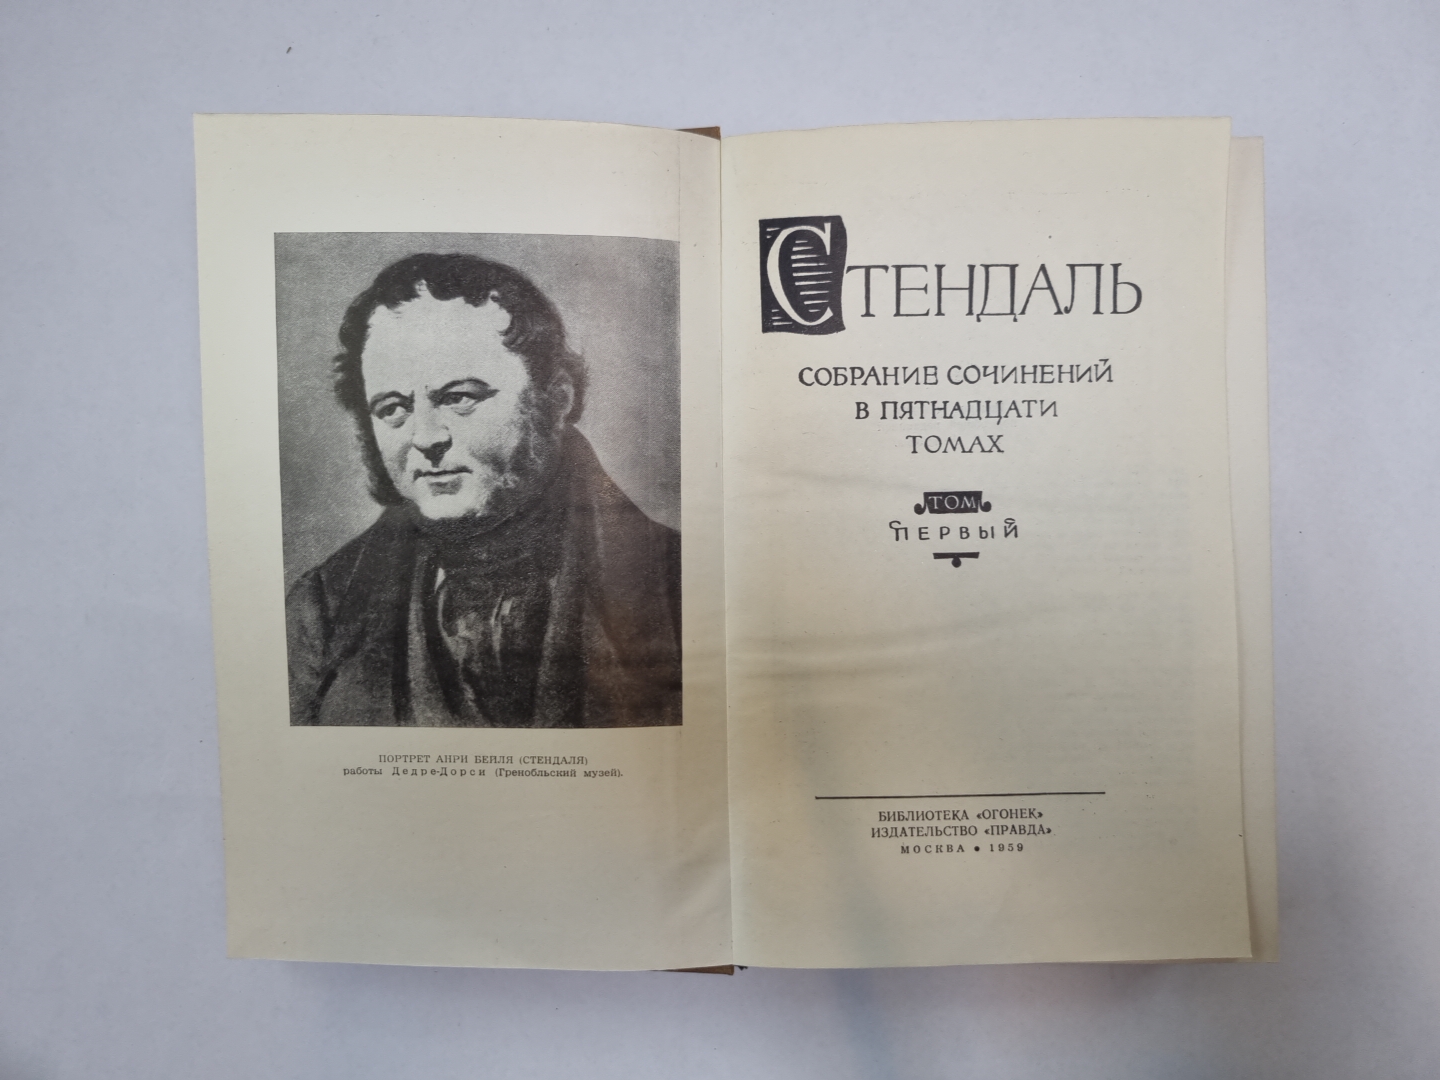 ПОРТРЕТ АНРИ БЕЙЛЯ (СТЕНДАЛЯ)
работы Дедре-Дорси (Гренобльский музей).
СТЕНДАЛЬ
СОБРАНИЕ СОЧИНЕНИЙ
В ПЯТНАДЦАТИ
ТОМАХ
ТОМ
ПЕРВЫЙ
БИБЛИОТЕКА «ОГОНЕК»
ИЗДАТЕЛЬСТВО «ПРАВДА»
МОСКВА • 1959